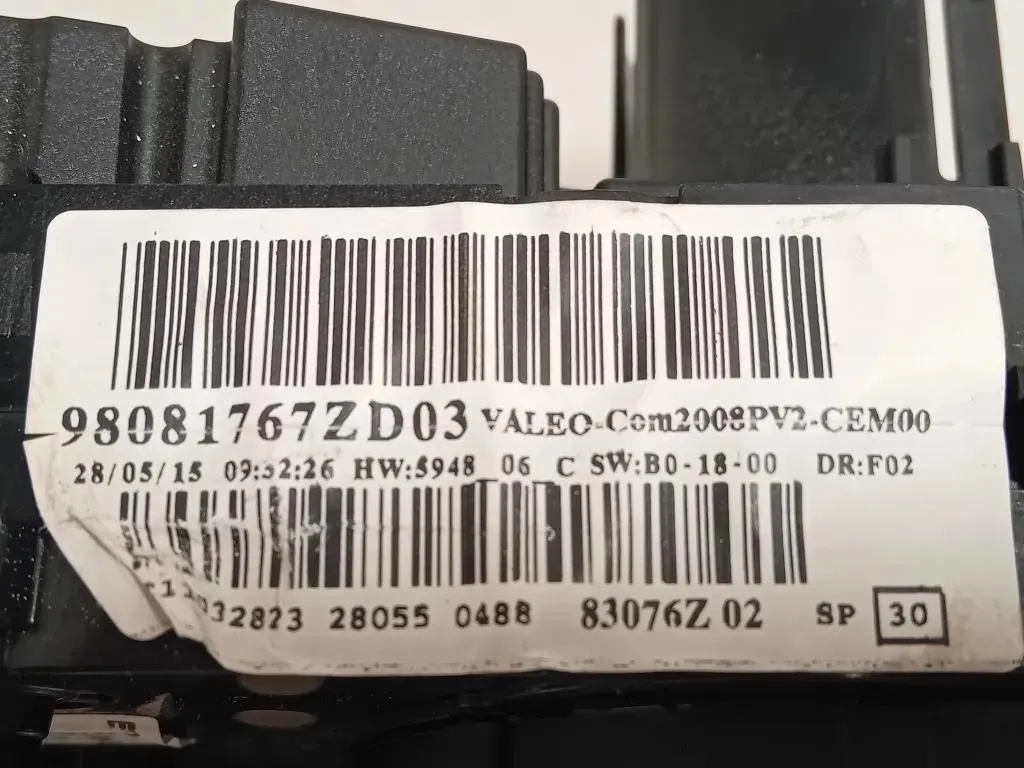 98081767ZD03 VALEO-Com2008PV2-CEM00
28/05/15 09:32:26 HW:5948 06 C SW:B0-18-00 DR:F02
28055 0488 83076Z 02 SP 30